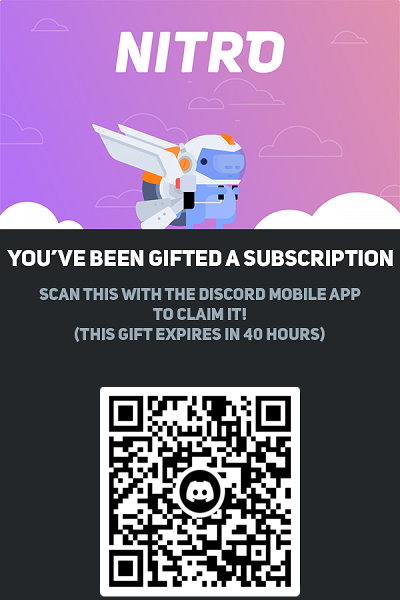 NITRO
YOU'VE BEEN GIFTED A SUBSCRIPTION
SCAN THIS WITH THE DISCORD MOBILE APP
TO CLAIM IT!
(THIS GIFT EXPIRES IN 40 HOURS)